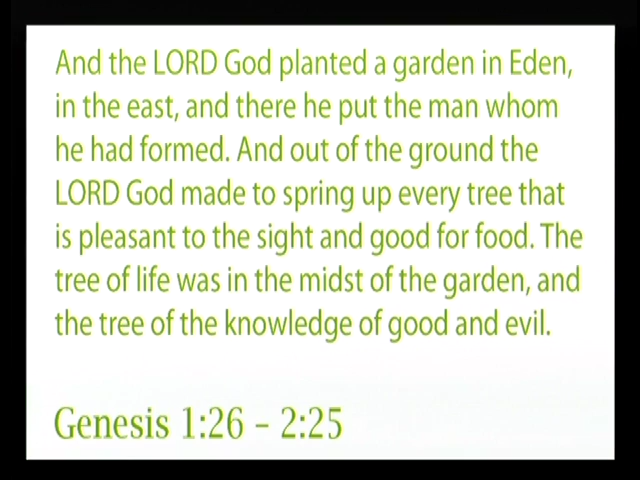 And the LORD God planted a garden in Eden,
in the east, and there he put the man whom
he had formed. And out of the ground the
LORD God made to spring up every tree that
is pleasant to the sight and good for food. The
tree of life was in the midst of the garden, and
the tree of the knowledge of good and evil.
Genesis 1:26 – 2:25